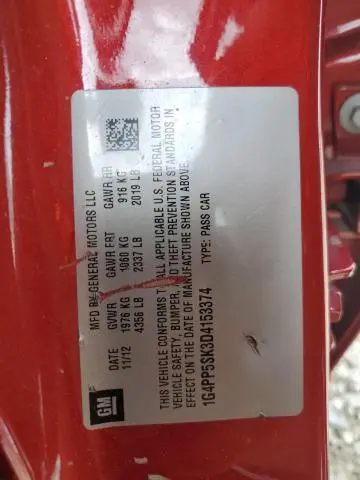 MFD BY GENERAL MOTORS LLC
DATE GVWR GAWR FRT GAWR RR
11/12 1976 KG 1060 KG 916 KG
4356 LB 2337 LB 2019 LB
THIS VEHICLE CONFORMS TO ALL APPLICABLE U.S. FEDERAL MOTOR
VEHICLE SAFETY, BUMPER, AND THEFT PREVENTION STANDARDS IN
EFFECT ON THE DATE OF MANUFACTURE SHOWN ABOVE.
1G4PP5SK3D4153374 TYPE: PASS CAR
GM